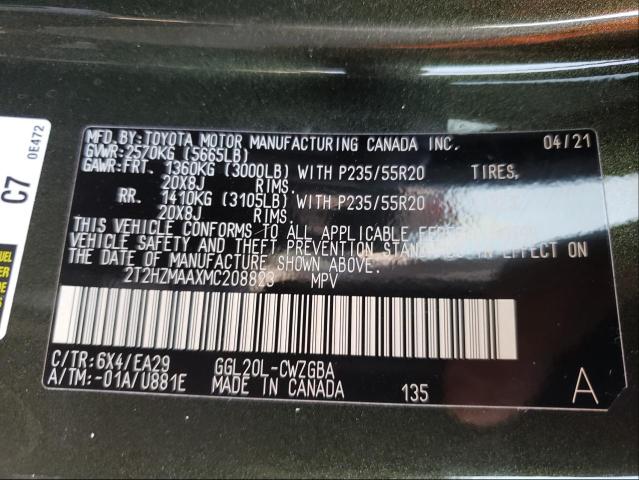 MFD.BY:TOYOTA MOTOR MANUFACTURING CANADA INC. 04/21
GVWR:2570KG (5665LB)
GAWR:FRT. 1360KG (3000LB) WITH P235/55R20 TIRES,
20X8J RIMS.
RR. 1410KG (3105LB) WITH P235/55R20
20X8J RIMS.
THIS VEHICLE CONFORMS TO ALL APPLICABLE
VEHICLE SAFETY AND THEFT PREVENTION IN EFFECT ON
THE DATE OF MANUFACTURE SHOWN ABOVE.
2T2HZMAAXMC208823 MPV
C/TR:6X4/EA29 GGL20L-CWZGBA
A/TM:-01A/U881E MADE IN CANADA 135 A
C7
0E472